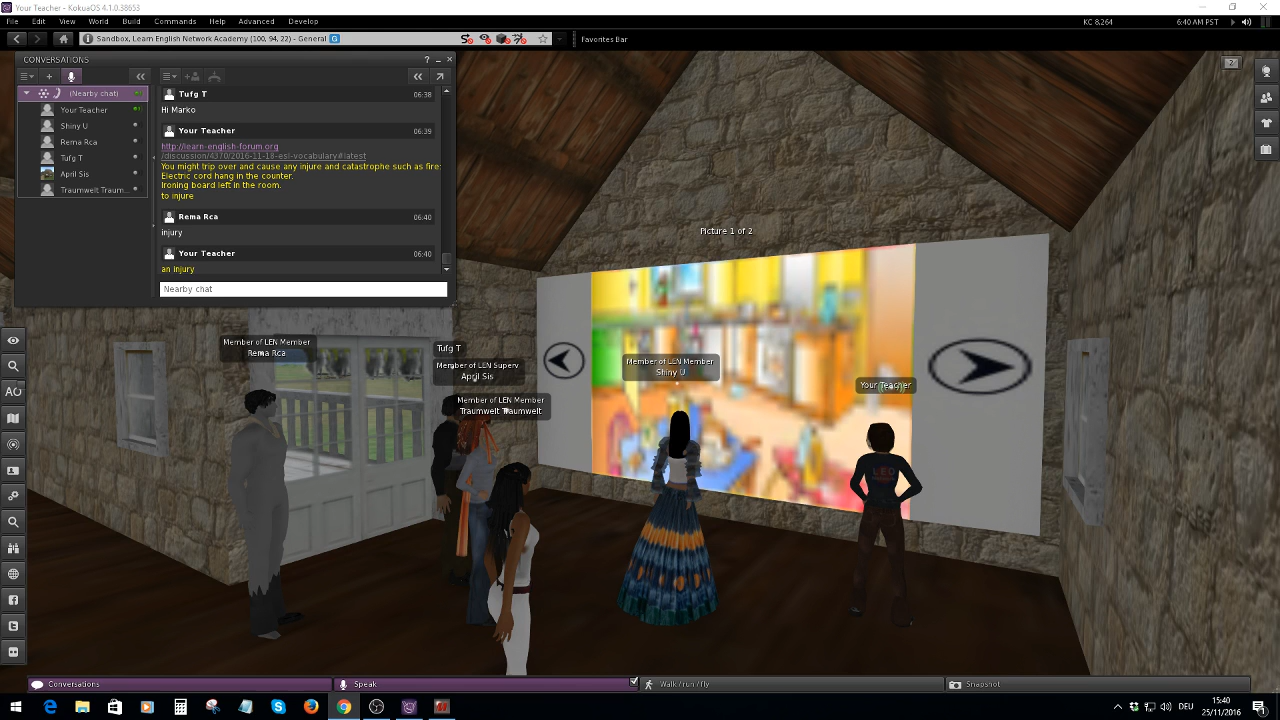 Your Teacher - KokuaOS 4.1.0.38653
File Edit View World Build Commands Help Advanced Develop
KC 8,264 6:40 AM PST
Sandbox, Learn English Network Academy (100, 94, 22) - General G
Favorites Bar
CONVERSATIONS
(Nearby chat)
Your Teacher
Shiny U
Rema Rca
Tufg T
April Sis
Traumwelt Traum...
Tufg T 06:38
Hi Marko
Your Teacher 06:39
http://learn-english-forum.org
/discussion/4370/2016-11-18-esl-vocabulary#latest
You might trip over and cause any injure and catastrophe such as fire:
Electric cord hang in the counter.
Ironing board left in the room.
to injure
Rema Rca 06:40
injury
Your Teacher 06:40
an injury
Nearby chat
2
Picture 1 of 2
Member of LEN Member
Rema Rca
Tufg T
Member of LEN Superv
April Sis
Member of LEN Member
Traumwelt Traumwelt
Member of LEN Member
Shiny U
Your Teacher
AO
Conversations
Speak
Walk / run / fly
Snapshot
DEU
15:40
25/11/2016